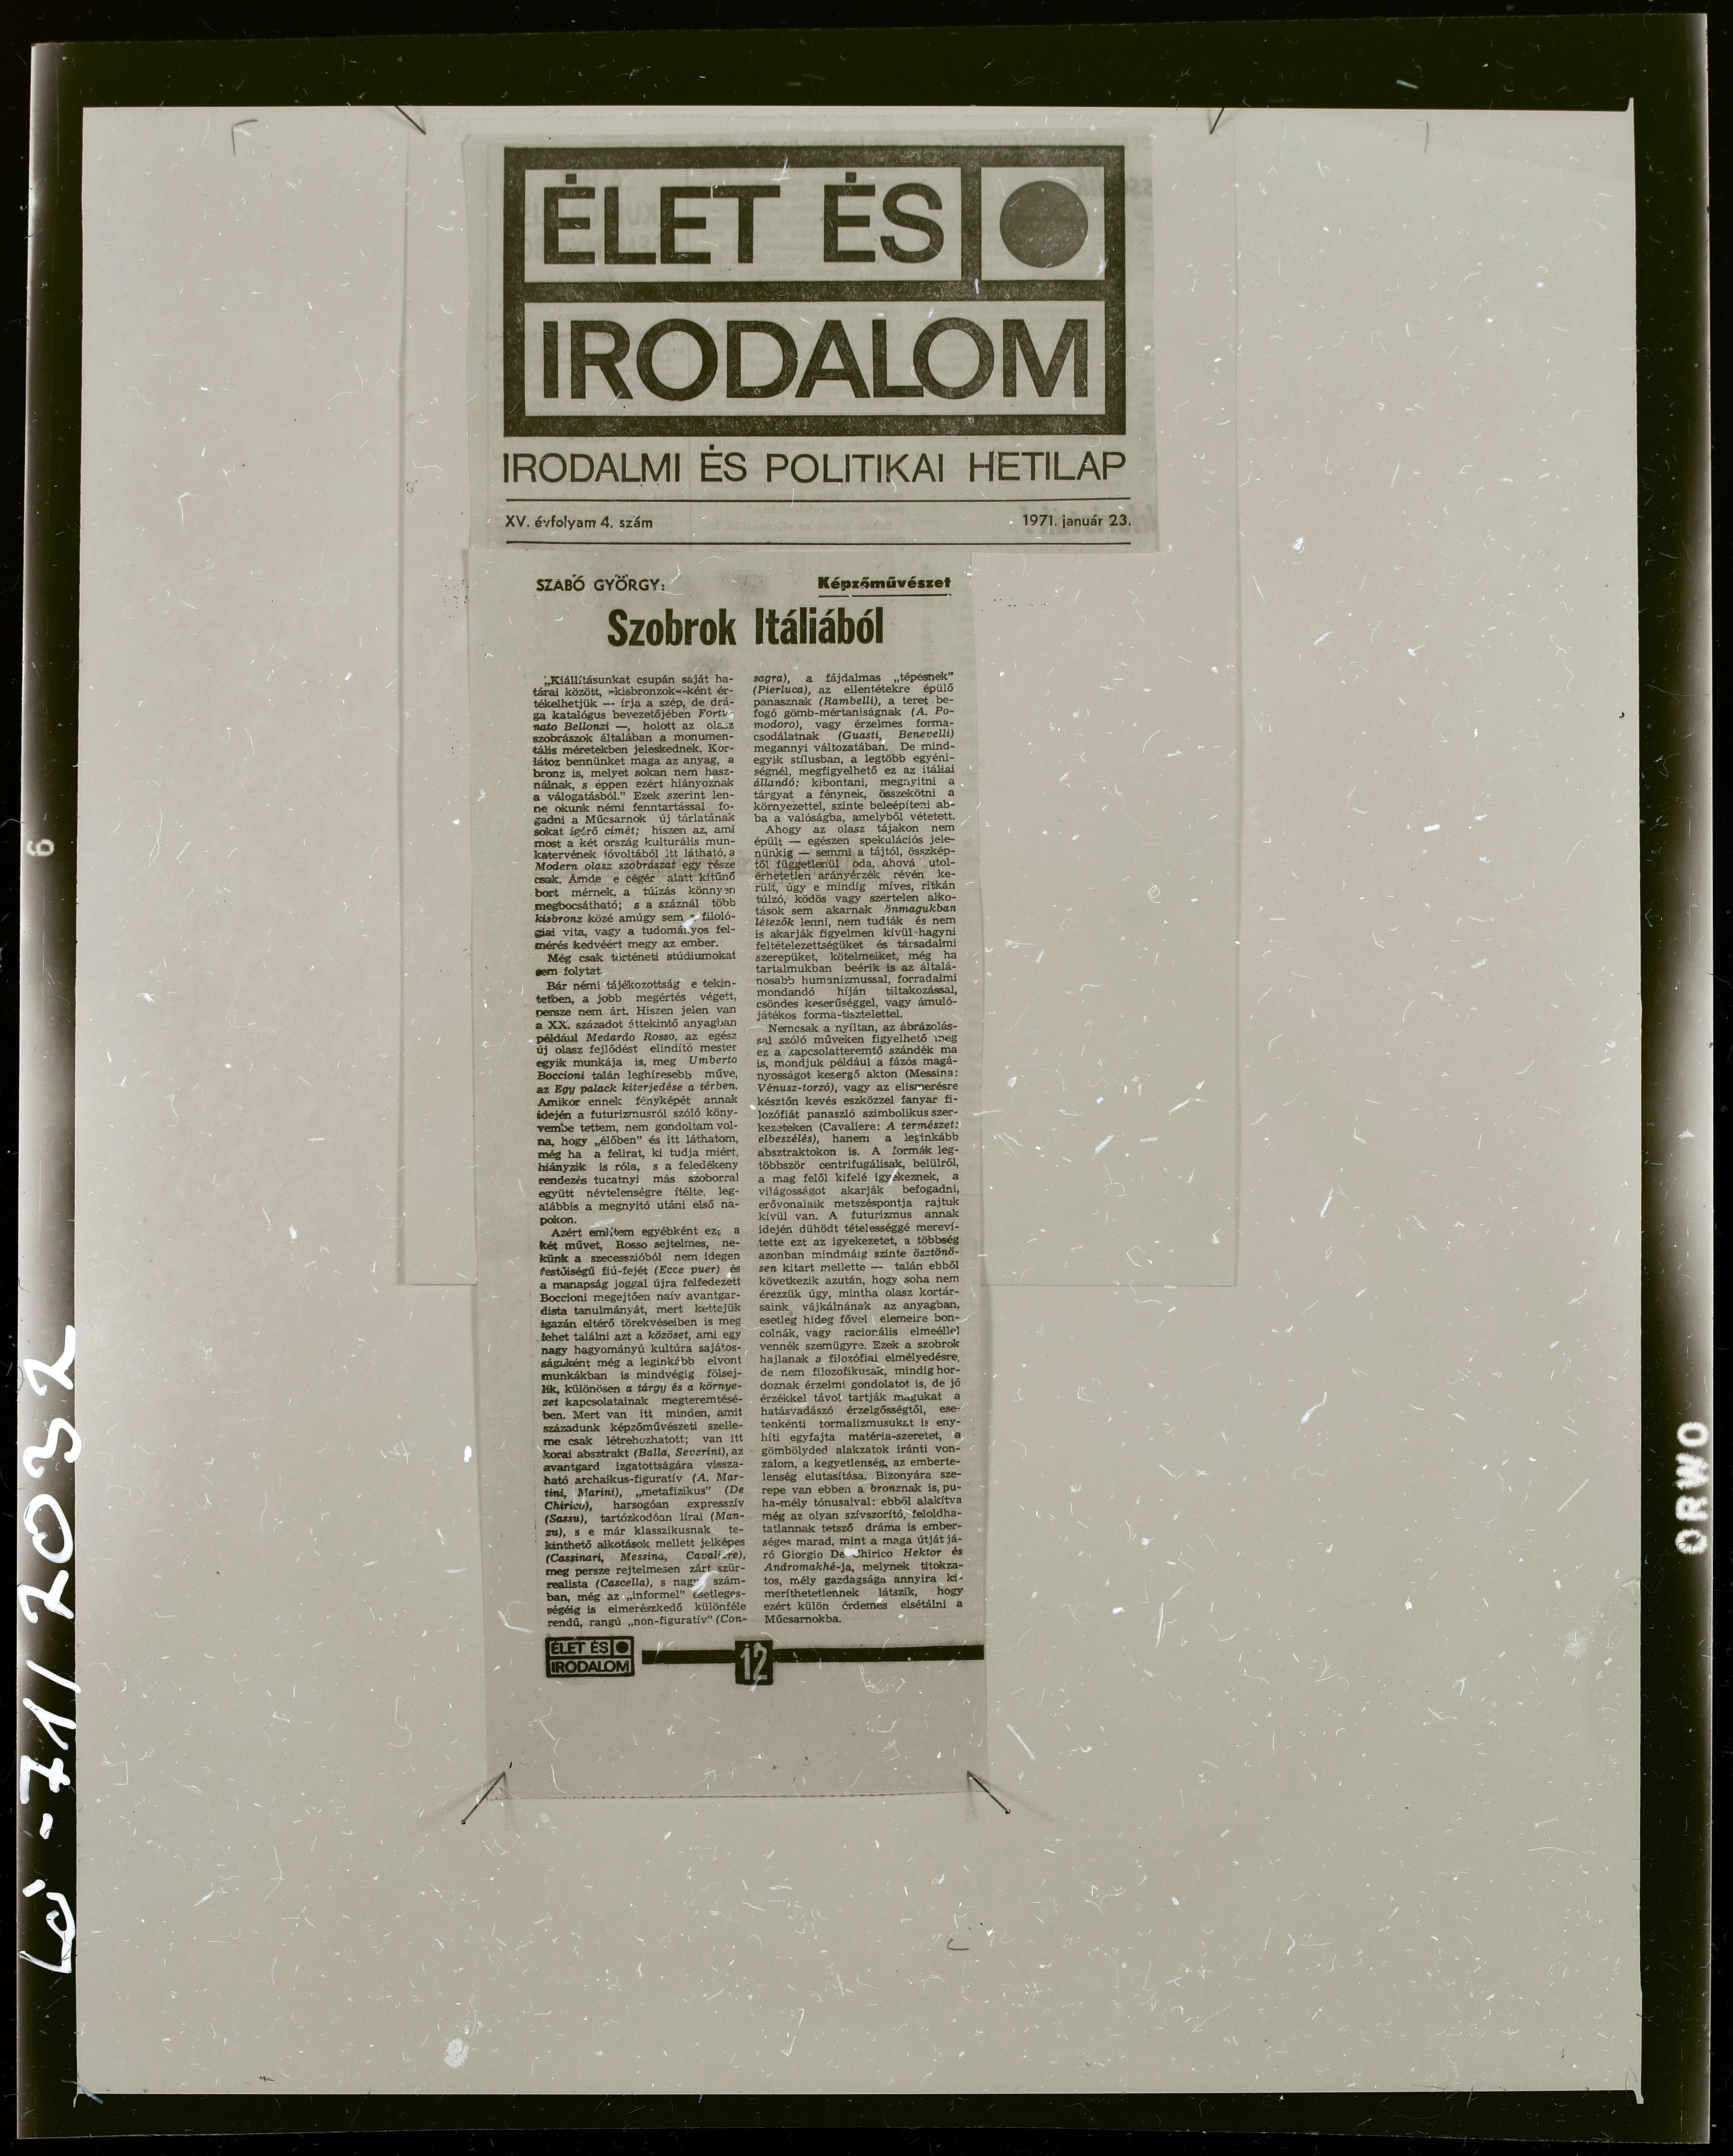 ÉLET ÉS
IRODALOM
IRODALMI ÉS POLITIKAI HETILAP
XV. évfolyam 4. szám
1971. január 23.
SZABÓ GYÖRGY:
Képzőművészet
Szobrok Itáliából
„Kiállításunkat csupán saját ha-
tárai között, »kisbronzok«-ként ér-
tékelhetjük — írja a szép, de drá-
ga katalógus bevezetőjében Fortu-
nato Bellonzi —, holott az olasz
szobrászok általában a monumen-
tális méretekben jeleskednek. Kor-
látoz bennünket maga az anyag, a
bronz is, melyet sokan nem hasz-
nálnak, s éppen ezért hiányoznak
a válogatásból.” Ezek szerint len-
ne okunk némi fenntartással fo-
gadni a Műcsarnok új tárlatának
sokat ígérő címét; hiszen az, ami
most a két ország kulturális mun-
katervének jóvoltából itt látható, a
Modern olasz szobrászat egy része
csak. Ámde e cégér alatt kitűnő
bort mérnek, a túlzás könnyen
megbocsátható; s a száznál több
kisbronz közé amúgy sem a filoló-
giai vita, vagy a tudományos fel-
mérés kedvéért megy az ember.
Még csak történeti stúdiumokat
sem folytat
Bár némi tájékozottság e tekin-
tetben, a jobb megértés végett,
persze nem árt. Hiszen jelen van
a XX. századot áttekintő anyagban
például Medardo Rosso, az egész
új olasz fejlődést elindító mester
egyik munkája is, meg Umberto
Boccioni talán leghíresebb műve,
az Egy palack kiterjedése a térben.
Amikor ennek fényképét annak
idején a futurizmusról szóló köny-
vembe tettem, nem gondoltam vol-
na, hogy „élőben” és itt láthatom,
még ha a felirat, ki tudja miért,
hiányzik is róla, s a feledékeny
rendezés tucatnyi más szoborral
együtt névtelenségre ítélte, leg-
alábbis a megnyitó utáni első na-
pokon.
Azért említem egyébként ezt a
két művet, Rosso sejtelmes, ne-
künk a szecesszióból nem idegen
festőiségű fiú-fejét (Ecce puer) és
a manapság joggal újra felfedezett
Boccioni megejtően naív avantgar-
dista tanulmányát, mert kettejük
igazán eltérő törekvéseiben is meg
lehet találni azt a közöset, ami egy
nagy hagyományú kultúra sajátos-
ságaként még a leginkább elvont
munkákban is mindvégig fölsej-
lik, különösen a tárgy és a környe-
zet kapcsolatainak megteremtésé-
ben. Mert van itt minden, amit
századunk képzőművészeti szelle-
me csak létrehozhatott; van itt
korai absztrakt (Balla, Severini), az
avantgard izgatottságára vissza-
ható archaikus-figuratív (A. Mar-
tini, Marini), „metafizikus” (De
Chirico), harsogóan expresszív
(Sassu), tartózkodóan lírai (Man-
zu), s e már klasszikusnak te-
kinthető alkotások mellett jelképes
(Cassinari, Messina, Cavaliere),
meg persze rejtelmesen zárt szür-
realista (Cascella), s nagy szám-
ban, még az „informel” esetleges-
ségéig is elmerészkedő különféle
rendű, rangú „non-figuratív” (Con-
sagra), a fájdalmas „tépésnek”
(Pierluca), az ellentétekre épülő
panasznak (Rambelli), a teret be-
fogó gömb-mértaniságnak (A. Po-
modoro), vagy érzelmes forma-
csodálatnak (Guasti, Benevelli)
megannyi változatában. De mind-
egyik stílusban, a legtöbb egyéni-
ségnél, megfigyelhető ez az itáliai
állandó: kibontani, megnyitni a
tárgyat a fénynek, összekötni a
környezettel, szinte beleépíteni ab-
ba a valóságba, amelyből vétetett.
Ahogy az olasz tájakon nem
épült — egészen spekulációs jele-
nünkig — semmi a tájtól, összkép-
től függetlenül oda, ahová utol-
érhetetlen arányérzék révén ke-
rült, úgy e mindig míves, ritkán
túlzó, ködös vagy szertelen alko-
tások sem akarnak önmagukban
létezők lenni, nem tudják és nem
is akarják figyelmen kívül hagyni
feltételezettségüket és társadalmi
szerepüket, kötelmeiket, még ha
tartalmukban beérik is az általá-
nosabb humanizmussal, forradalmi
mondandó híján tiltakozással,
csöndes keserűséggel, vagy ámuló-
játékos forma-tisztelettel.
Nemcsak a nyíltan, az ábrázolás-
sal szóló műveken figyelhető meg
ez a kapcsolatteremtő szándék ma
is, mondjuk például a fázós magá-
nyosságot kesergő akton (Messina:
Vénusz-torzó), vagy az elismerésre
késztőn kevés eszközzel fanyar fi-
lozófiát panaszló szimbolikus szer-
kezeteken (Cavaliere: A természet:
elbeszélés), hanem a leginkább
absztraktokon is. A formák leg-
többször centrifugálisak, belülről,
a mag felől kifelé igyekeznek, a
világosságot akarják befogadni,
erővonalaik metszéspontja rajtuk
kívül van. A futurizmus annak
idején dühödt tételességgé mereví-
tette ezt az igyekezetet, a többség
azonban mindmáig szinte ösztönö-
sen kitart mellette — talán ebből
következik azután, hogy soha nem
érezzük úgy, mintha olasz kortár-
saink vájkálnának az anyagban,
esetleg hideg fővel elemeire bon-
colnák, vagy racionális elmeéllel
vennék szemügyre. Ezek a szobrok
hajlanak a filozófiai elmélyedésre,
de nem filozofikusak, mindig hor-
doznak érzelmi gondolatot is, de jó
érzékkel távol tartják magukat a
hatásvadászó érzelgősségtől, ese-
tenkénti formalizmusukat is eny-
híti egyfajta matéria-szeretet, a
gömbölyded alakzatok iránti von-
zalom, a kegyetlenség, az emberte-
lenség elutasítása. Bizonyára sze-
repe van ebben a bronznak is, pu-
ha-mély tónusaival: ebből alakítva
még az olyan szívszorító, feloldha-
tatlannak tetsző dráma is ember-
séges marad, mint a maga útját já-
ró Giorgio De Chirico Hektor és
Andromakhé-ja, melynek titokza-
tos, mély gazdagsága annyira ki-
meríthetetlennek látszik, hogy
ezért külön érdemes elsétálni a
Műcsarnokba.
ÉLET ÉS
IRODALOM
12
6
ORWO